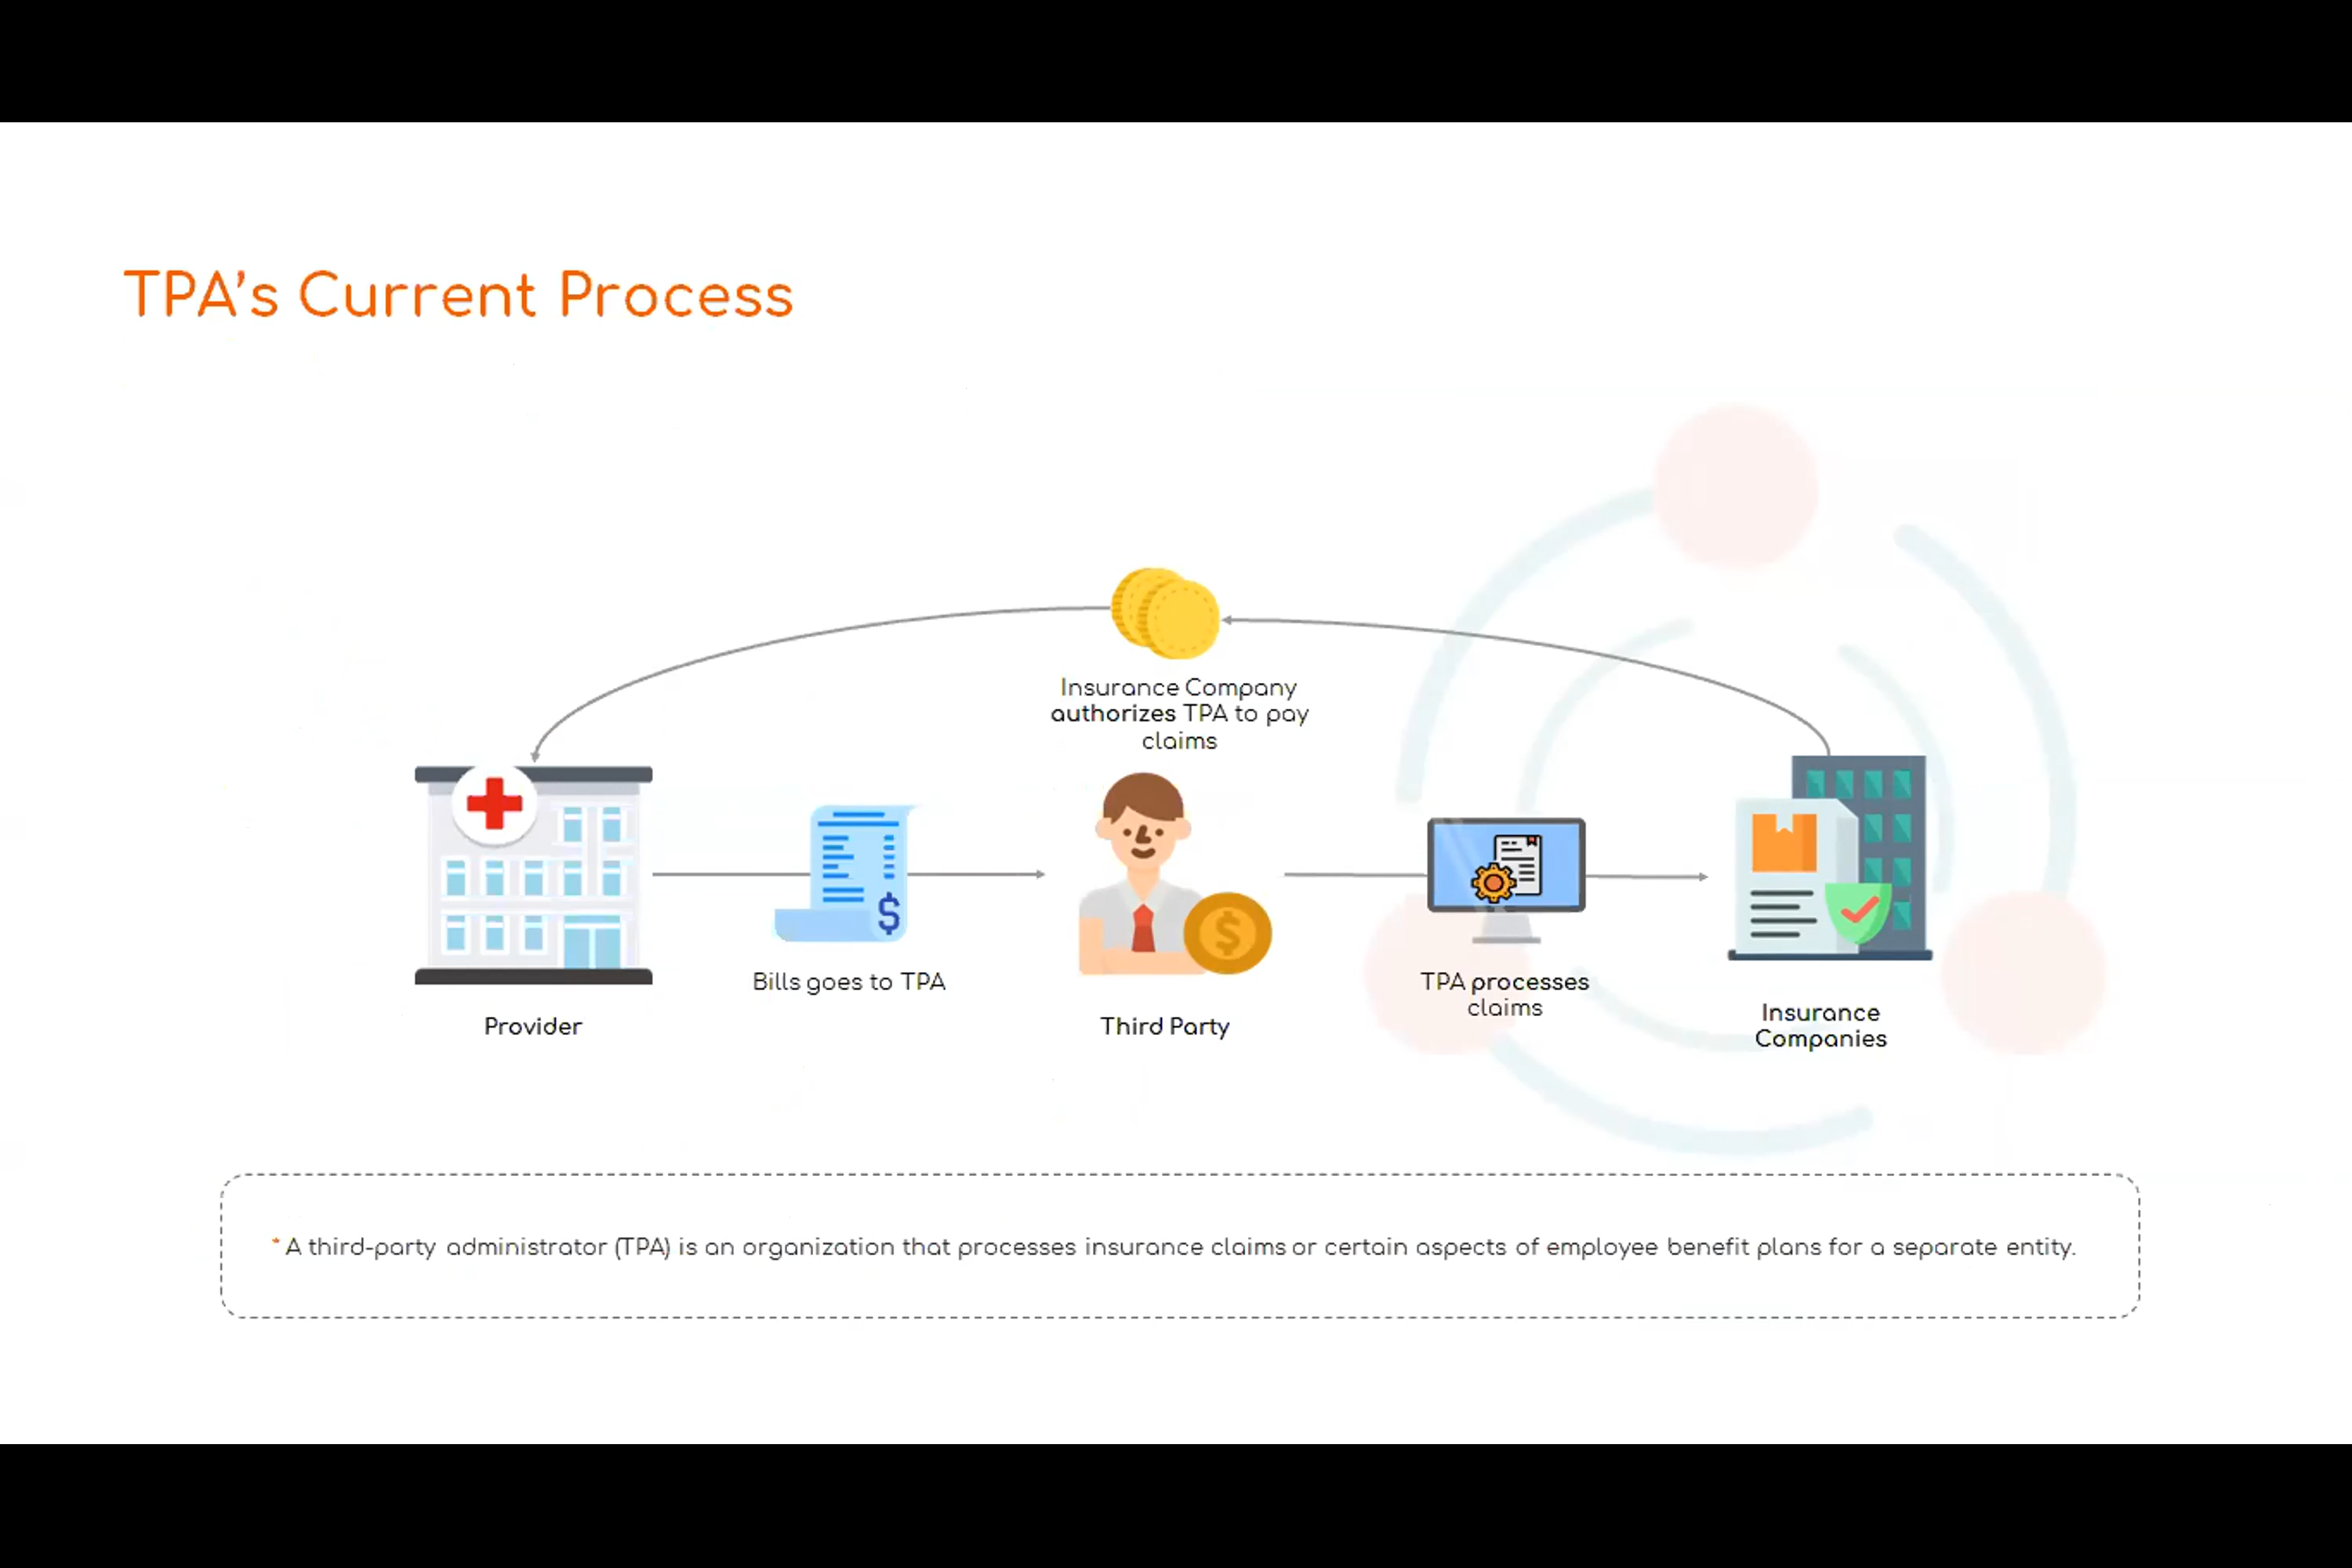 TPA’s Current Process
Insurance Company
authorizes TPA to pay
claims
$
$
Bills goes to TPA
TPA processes
claims
Provider
Third Party
Insurance
Companies
* A third-party administrator (TPA) is an organization that processes insurance claims or certain aspects of employee benefit plans for a separate entity.